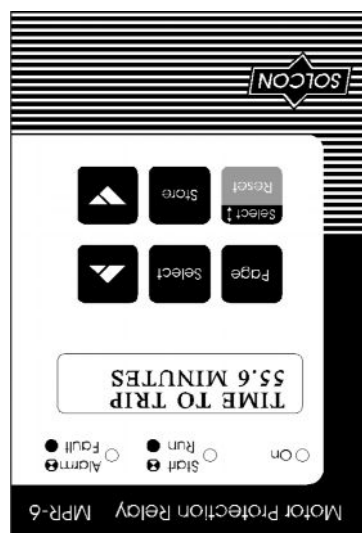 Motor Protection Relay MPR-6
On Start Alarm
Run Fault
TIME TO TRIP
55.6 MINUTES
Page Select
Select
Reset Store
SOLCON